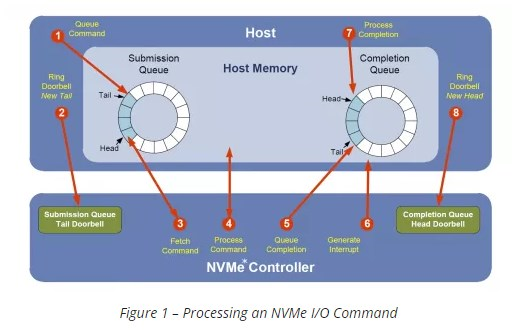 1
Queue
Command
Host
7
Process
Completion
Submission
Queue
Host Memory
Completion
Queue
Ring
Doorbell
New Tail
2
Tail
Head
Head
Tail
Ring
Doorbell
New Head
8
Submission Queue
Tail Doorbell
3
Fetch
Command
4
Process
Command
5
Queue
Completion
6
Generate
Interrupt
Completion Queue
Head Doorbell
NVMe* Controller
Figure 1 – Processing an NVMe I/O Command